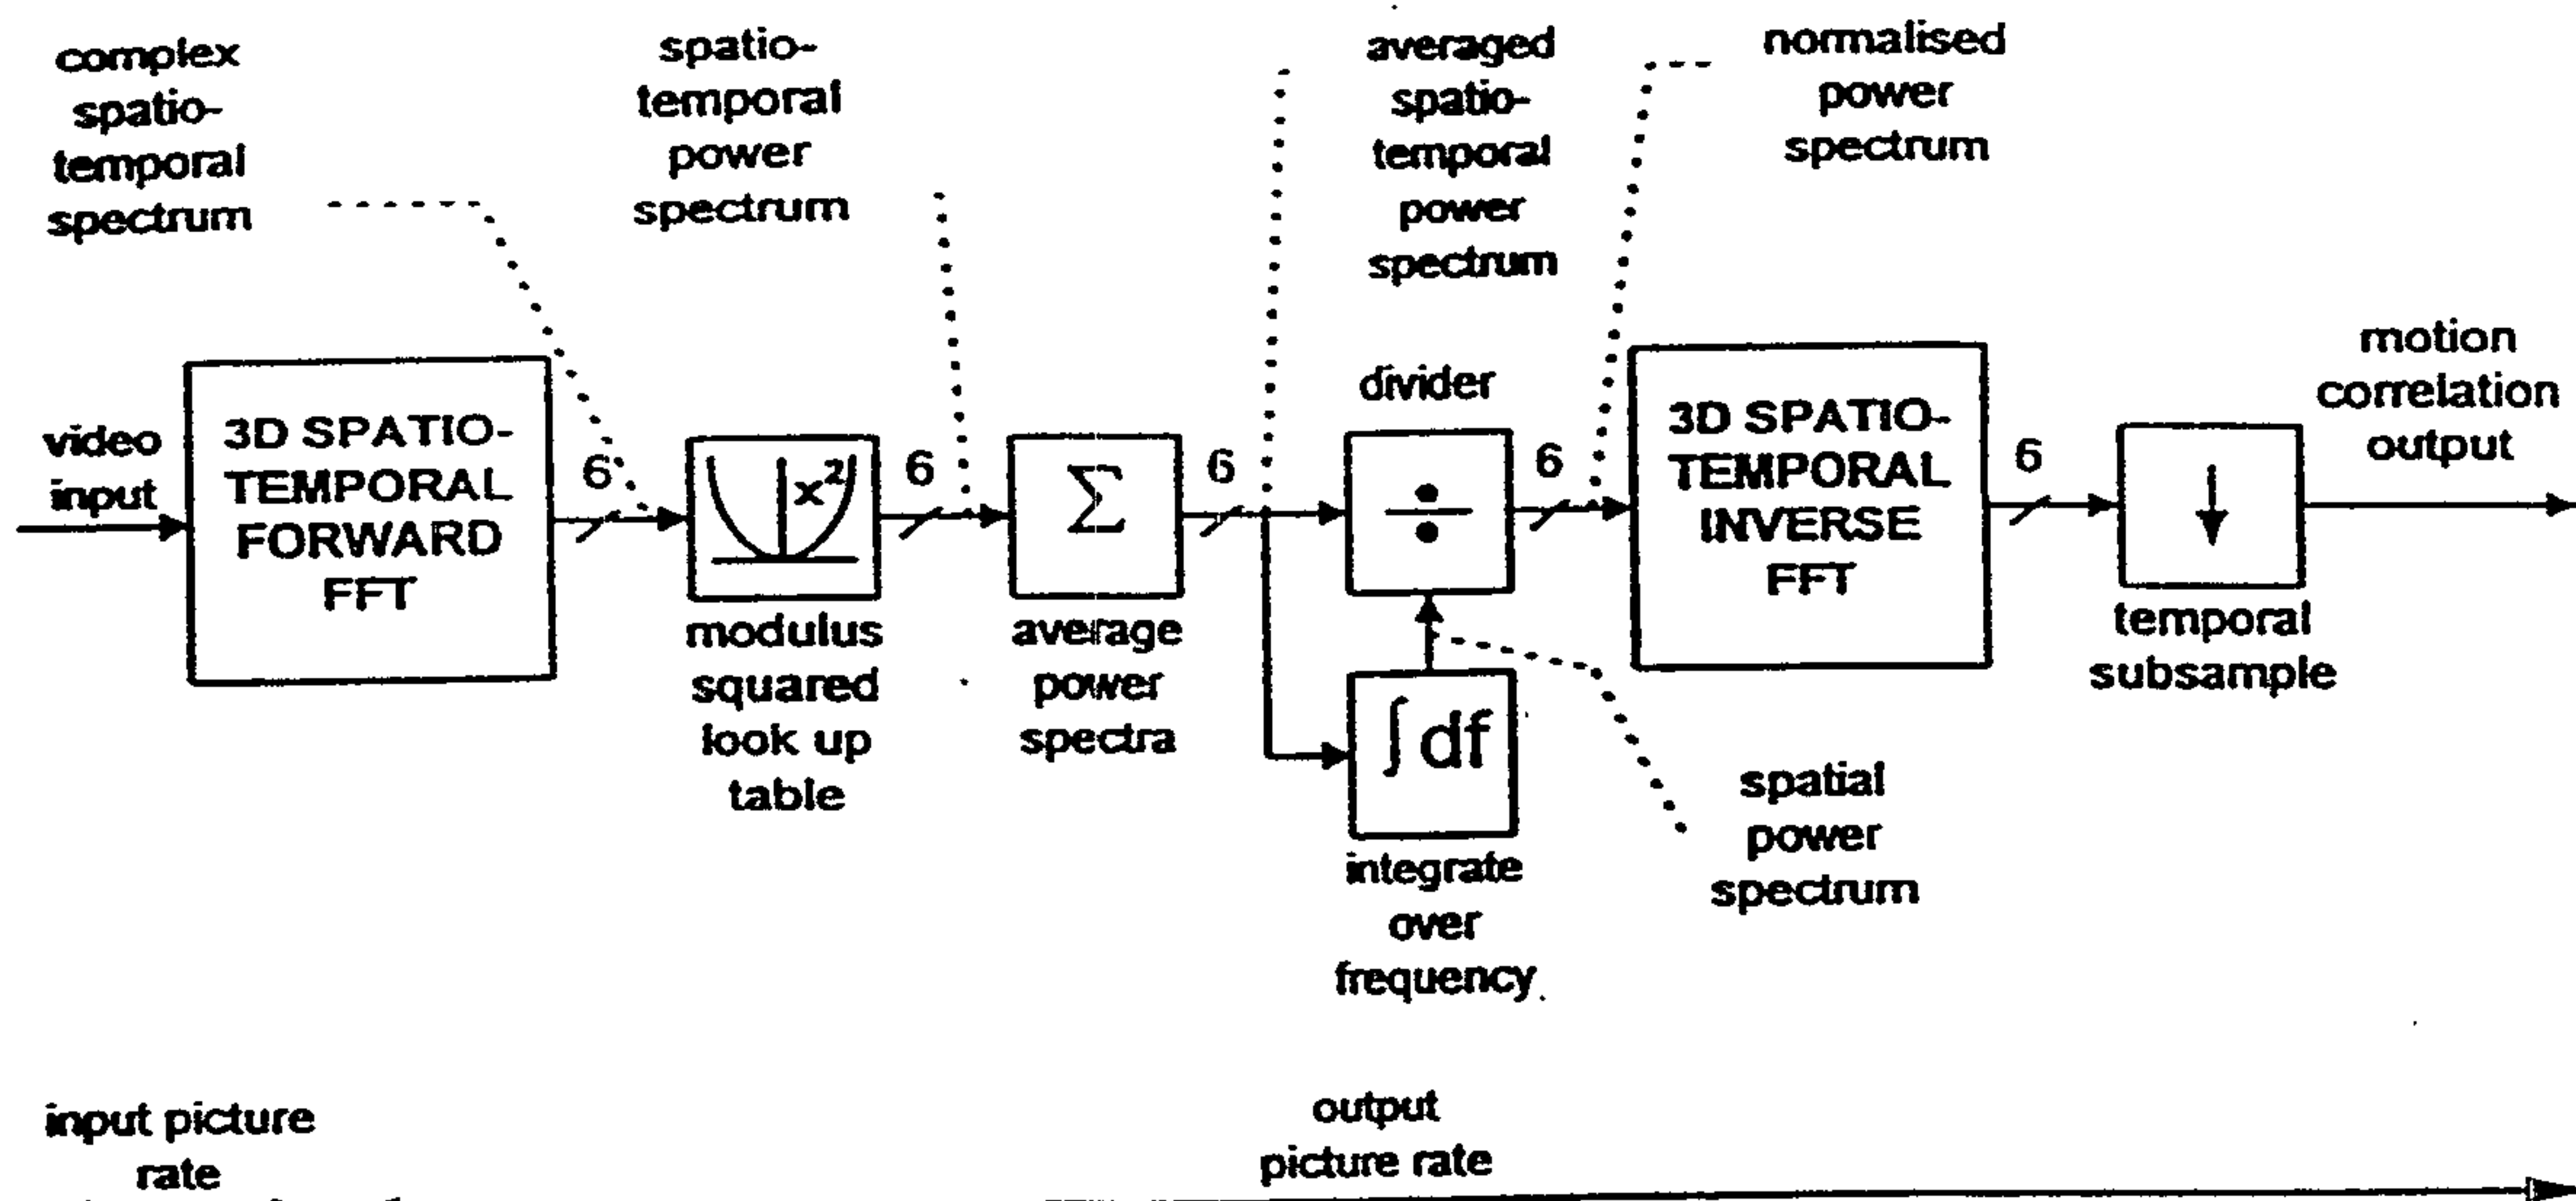 complex
spatio-
temporal
spectrum
spatio-
temporal
power
spectrum
averaged
spatio-
temporal
power
spectrum
normalised
power
spectrum
video
input
3D SPATIO-
TEMPORAL
FORWARD
FFT
6
x²
modulus
squared
look up
table
6
Σ
average
power
spectra
6
divider
÷
6
∫ df
integrate
over
frequency
spatial
power
spectrum
3D SPATIO-
TEMPORAL
INVERSE
FFT
6
↓
temporal
subsample
motion
correlation
output
input picture
rate
output
picture rate